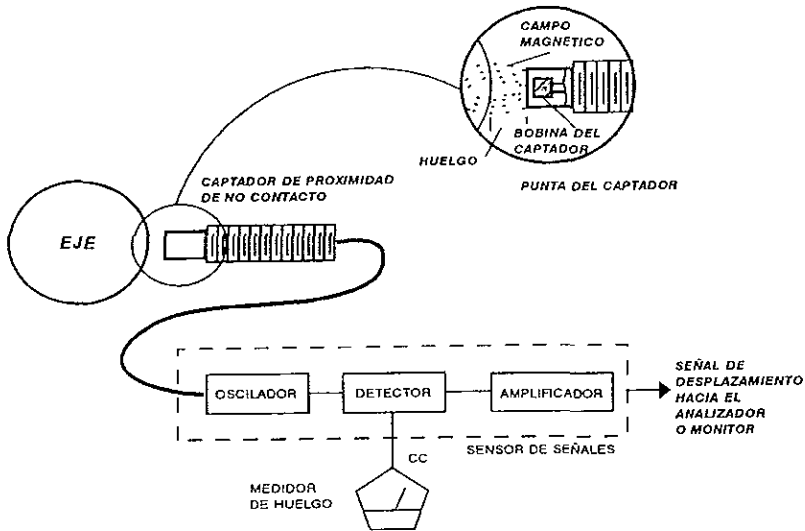 CAMPO
MAGNETICO
BOBINA DEL
CAPTADOR
HUELGO
PUNTA DEL CAPTADOR
CAPTADOR DE PROXIMIDAD
DE NO CONTACTO
EJE
OSCILADOR
DETECTOR
AMPLIFICADOR
SEÑAL DE
DESPLAZAMIENTO
HACIA EL
ANALIZADOR
O MONITOR
SENSOR DE SEÑALES
CC
MEDIDOR
DE HUELGO